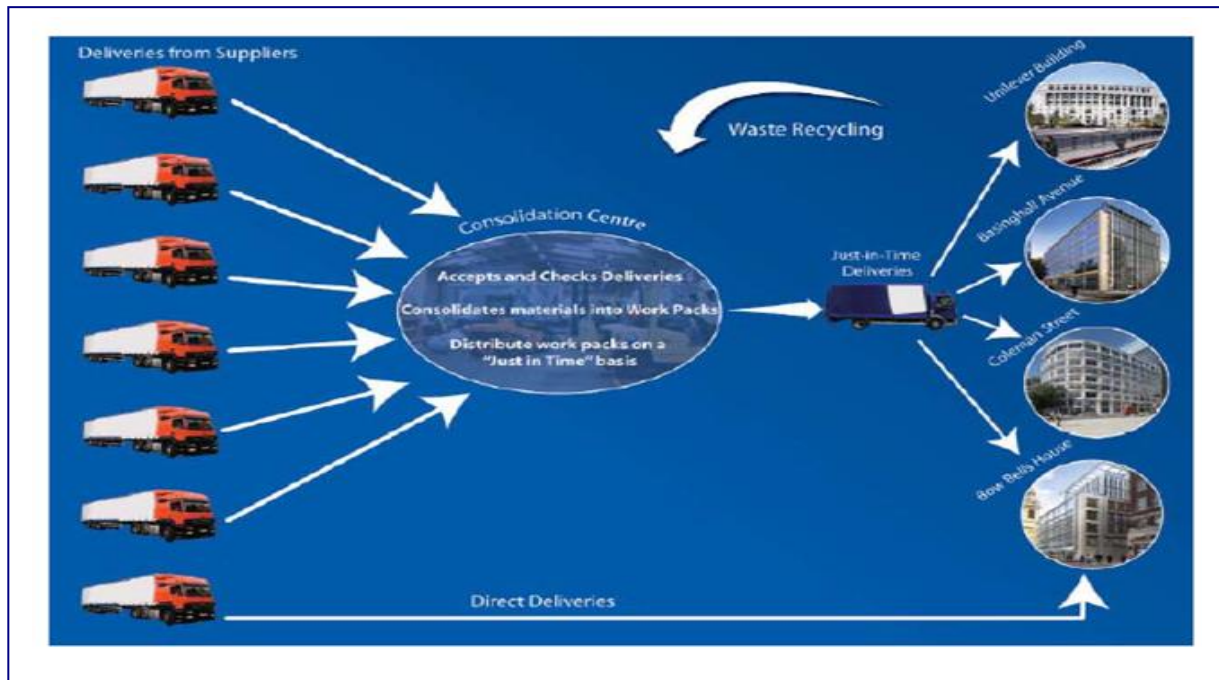 Deliveries from Suppliers
Unilever Building
Waste Recycling
Basinghall Avenue
Consolidation Centre
Accepts and Checks Deliveries
Consolidates materials into Work Packs
Distribute work packs on a
"Just in Time" basis
Just-in-Time
Deliveries
Coleman Street
Bow Bells House
Direct Deliveries